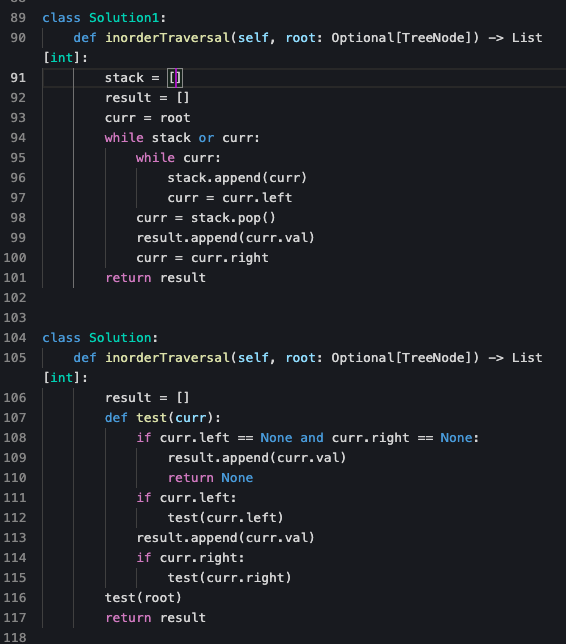 89 class Solution1:
90     def inorderTraversal(self, root: Optional[TreeNode]) -> List
[int]:
91         stack = []
92         result = []
93         curr = root
94         while stack or curr:
95             while curr:
96                 stack.append(curr)
97                 curr = curr.left
98             curr = stack.pop()
99             result.append(curr.val)
100             curr = curr.right
101         return result
102
103
104 class Solution:
105     def inorderTraversal(self, root: Optional[TreeNode]) -> List
[int]:
106         result = []
107         def test(curr):
108             if curr.left == None and curr.right == None:
109                 result.append(curr.val)
110                 return None
111             if curr.left:
112                 test(curr.left)
113             result.append(curr.val)
114             if curr.right:
115                 test(curr.right)
116         test(root)
117         return result
118